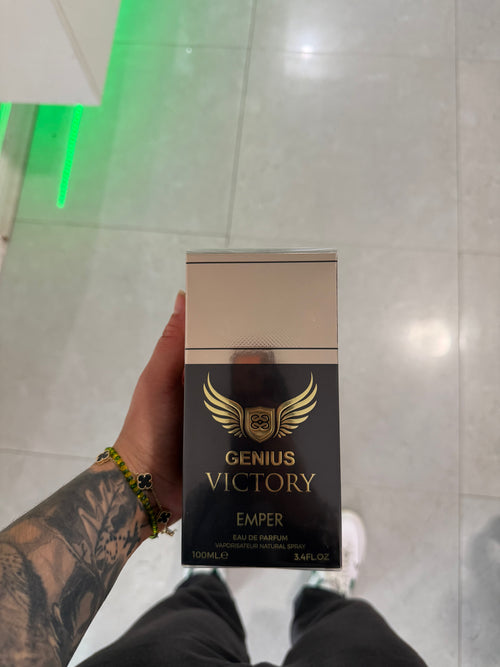 GENIUS
VICTORY
EMPER
EAU DE PARFUM
VAPORISATEUR NATURAL SPRAY
100ML℮ 3.4FL.OZ